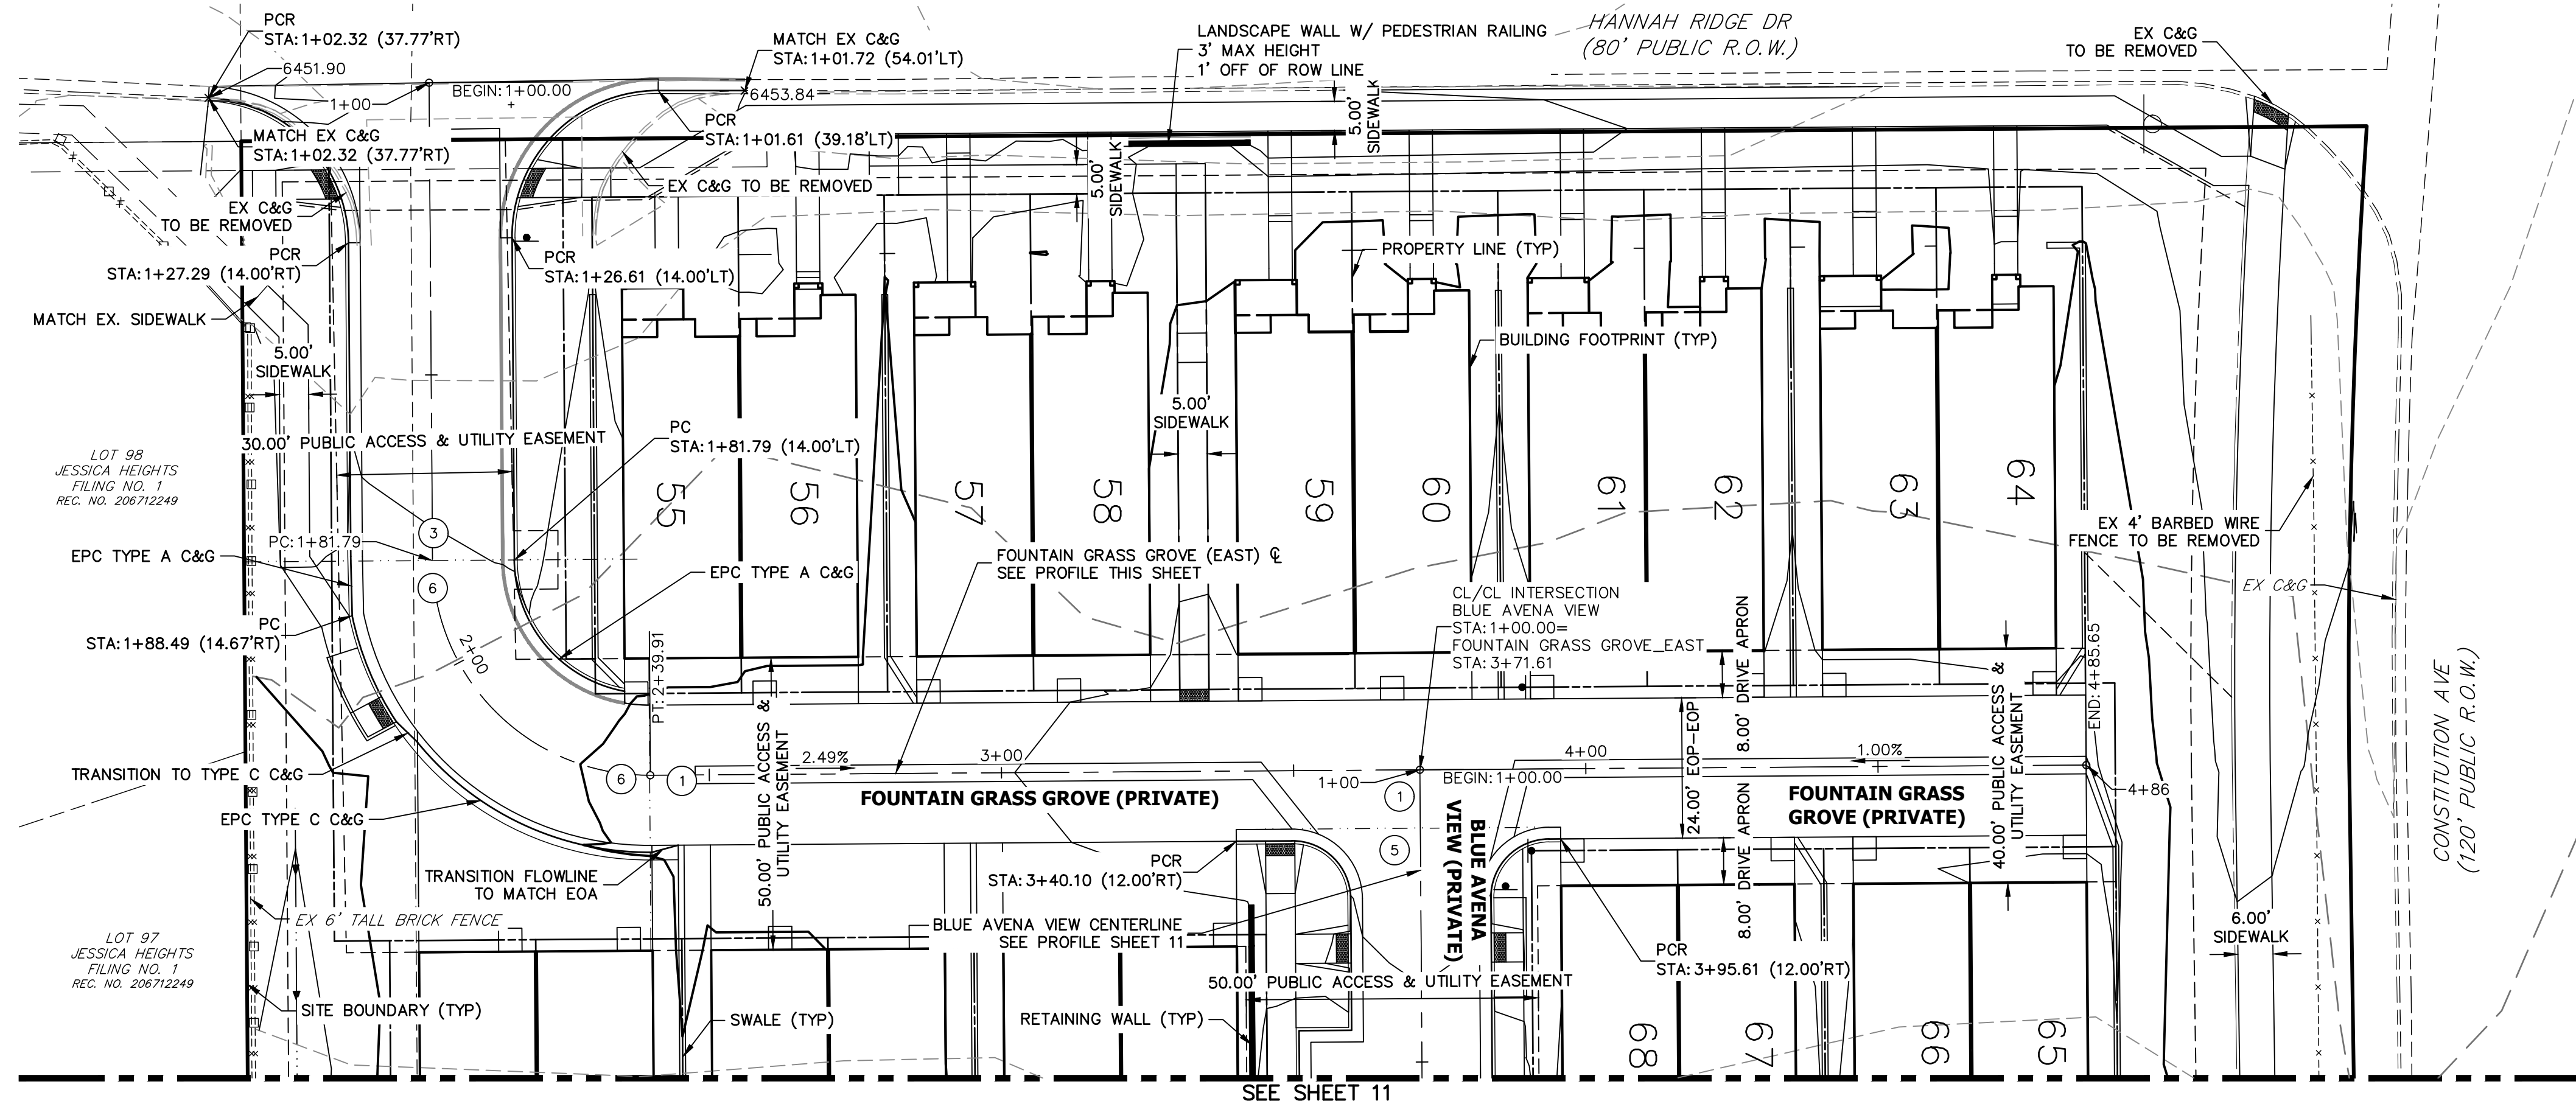 PCR
STA:1+02.32 (37.77'RT)
6451.90
1+00
BEGIN:1+00.00
MATCH EX C&G
STA:1+01.72 (54.01'LT)
6453.84
LANDSCAPE WALL W/ PEDESTRIAN RAILING
3' MAX HEIGHT
1' OFF OF ROW LINE
HANNAH RIDGE DR
(80' PUBLIC R.O.W.)
EX C&G
TO BE REMOVED
MATCH EX C&G
STA:1+02.32 (37.77'RT)
PCR
STA:1+01.61 (39.18'LT)
5.00'
SIDEWALK
5.00'
SIDEWALK
EX C&G TO BE REMOVED
EX C&G
TO BE REMOVED
PCR
STA:1+27.29 (14.00'RT)
PCR
STA:1+26.61 (14.00'LT)
PROPERTY LINE (TYP)
MATCH EX. SIDEWALK
BUILDING FOOTPRINT (TYP)
5.00'
SIDEWALK
5.00'
SIDEWALK
30.00' PUBLIC ACCESS & UTILITY EASEMENT
PC
STA:1+81.79 (14.00'LT)
LOT 98
JESSICA HEIGHTS
FILING NO. 1
REC. NO. 206712249
55
56
57
58
59
60
61
62
63
64
3
PC:1+81.79
EPC TYPE A C&G
6
EPC TYPE A C&G
FOUNTAIN GRASS GROVE (EAST) ℄
SEE PROFILE THIS SHEET
EX 4' BARBED WIRE
FENCE TO BE REMOVED
EX C&G
CL/CL INTERSECTION
BLUE AVENA VIEW
STA:1+00.00=
FOUNTAIN GRASS GROVE_EAST
STA:3+71.61
PC
STA:1+88.49 (14.67'RT)
2+00
PT:2+39.91
8.00' DRIVE APRON
END:4+85.65
CONSTITUTION AVE
(120' PUBLIC R.O.W.)
50.00' PUBLIC ACCESS &
UTILITY EASEMENT
24.00' EOP-EOP
40.00' PUBLIC ACCESS &
UTILITY EASEMENT
TRANSITION TO TYPE C C&G
6
1
2.49%
3+00
1+00
BEGIN:1+00.00
4+00
1.00%
4+86
FOUNTAIN GRASS GROVE (PRIVATE)
1
FOUNTAIN GRASS
GROVE (PRIVATE)
EPC TYPE C C&G
BLUE AVENA
VIEW (PRIVATE)
8.00' DRIVE APRON
5
TRANSITION FLOWLINE
TO MATCH EOA
PCR
STA:3+40.10 (12.00'RT)
EX 6' TALL BRICK FENCE
BLUE AVENA VIEW CENTERLINE
SEE PROFILE SHEET 11
6.00'
SIDEWALK
LOT 97
JESSICA HEIGHTS
FILING NO. 1
REC. NO. 206712249
PCR
STA:3+95.61 (12.00'RT)
50.00' PUBLIC ACCESS & UTILITY EASEMENT
SITE BOUNDARY (TYP)
SWALE (TYP)
RETAINING WALL (TYP)
68
67
66
65
SEE SHEET 11